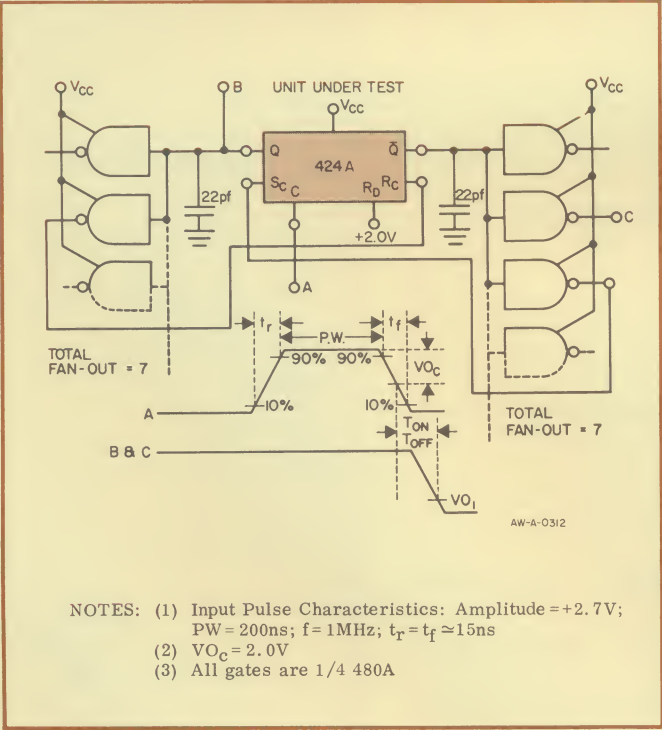 VCC
B
UNIT UNDER TEST
VCC
VCC
Q
Q̄
424A
SC
C
RD
RC
22pf
22pf
+2.0V
C
A
tr
P.W.
tf
90%
90%
VOC
10%
10%
TOTAL
FAN-OUT = 7
A
TON
TOFF
TOTAL
FAN-OUT = 7
B & C
VO1
AW-A-0312
NOTES: (1) Input Pulse Characteristics: Amplitude=+2.7V;
PW=200ns; f=1MHz; tr=tf≃15ns
(2) VOC=2.0V
(3) All gates are 1/4 480A